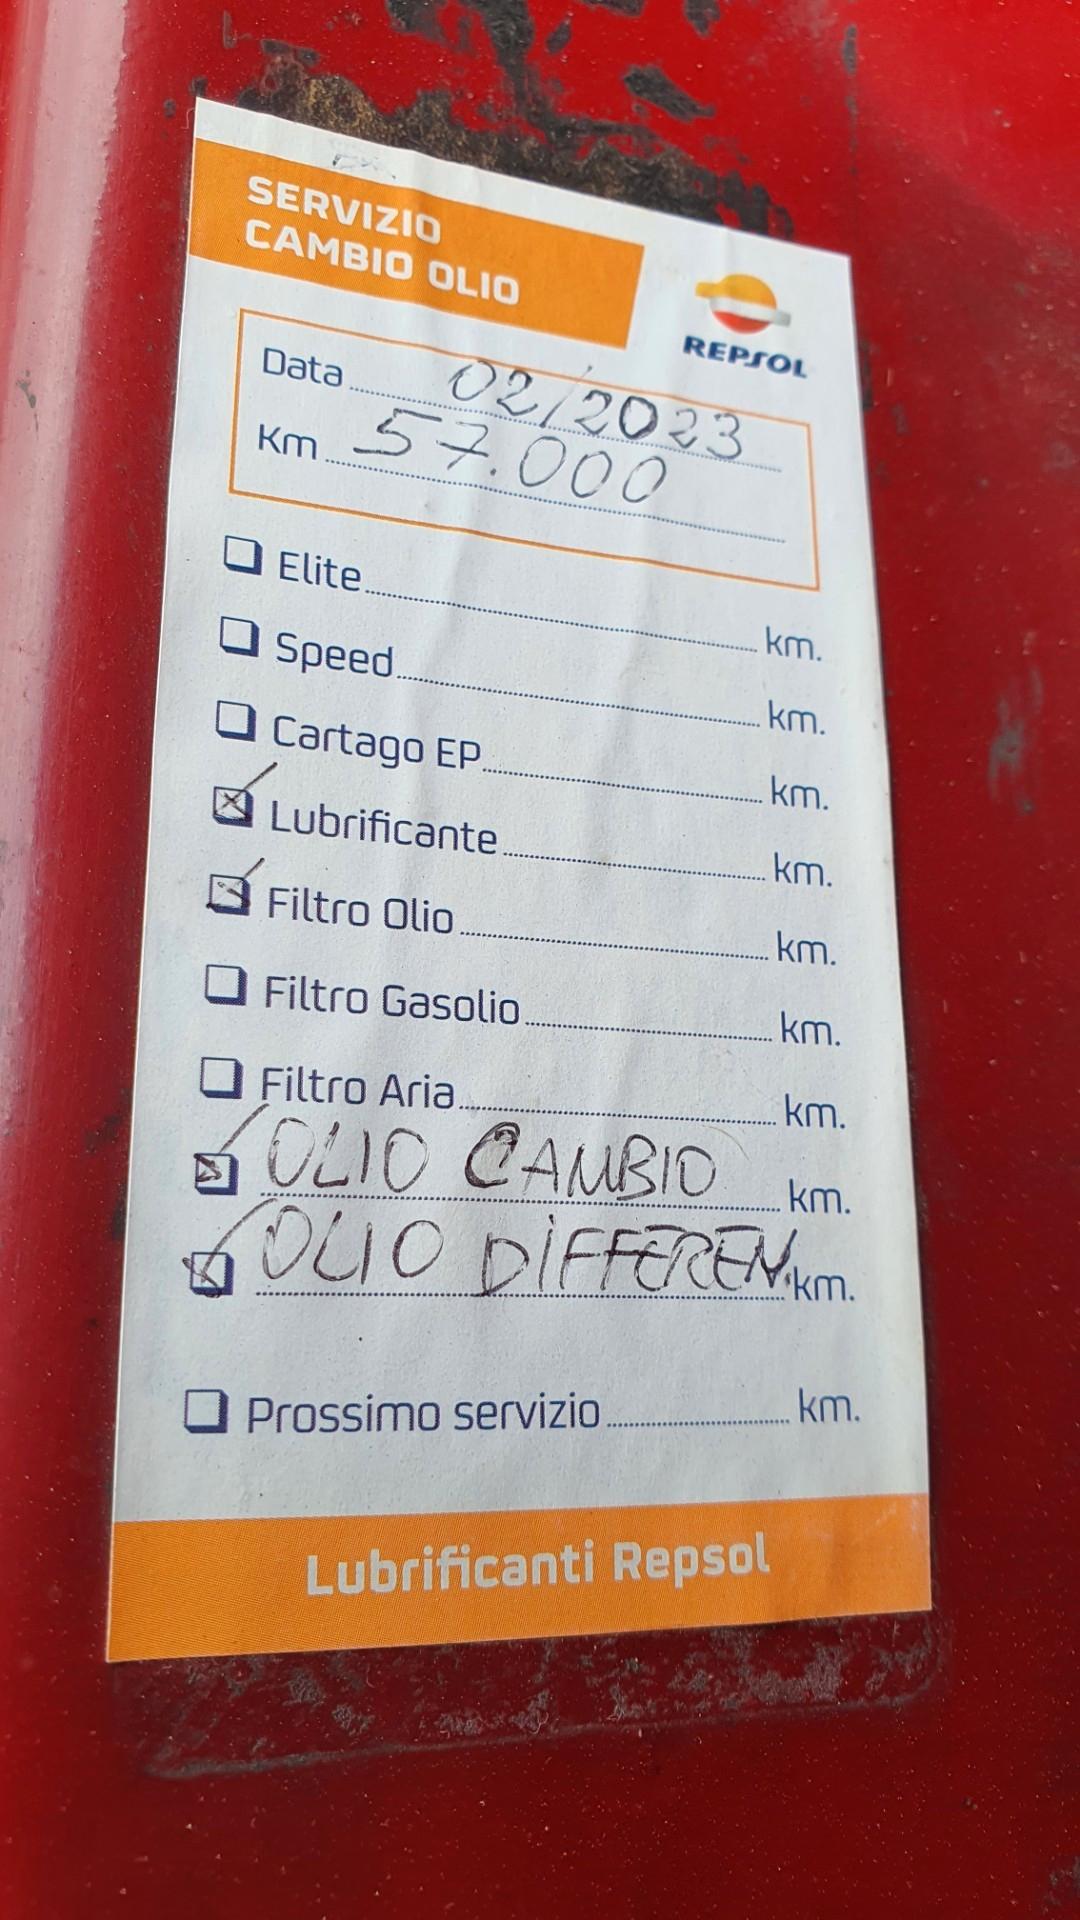 SERVIZIO
CAMBIO OLIO
REPSOL
Data 02/2023
Km 57.000
Elite km.
Speed km.
Cartago EP km.
Lubrificante km.
Filtro Olio km.
Filtro Gasolio km.
Filtro Aria km.
OLIO CAMBIO km.
OLIO DIFFEREN. km.
Prossimo servizio km.
Lubrificanti Repsol